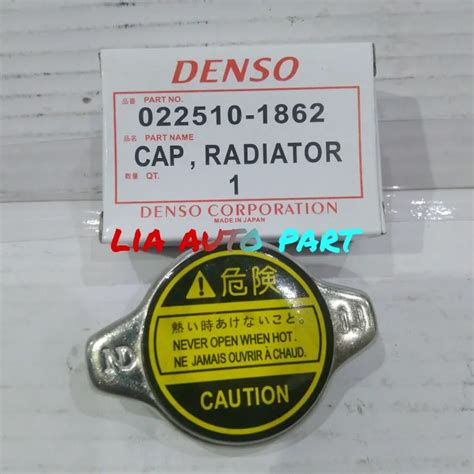 DENSO
品番 PART NO.
022510-1862
品名 PART NAME
CAP, RADIATOR
数量 QT.
1
DENSO CORPORATION
MADE IN JAPAN
LIA AUTO PART
危険
熱い時あけないこと。
NEVER OPEN WHEN HOT.
NE JAMAIS OUVRIR À CHAUD.
CAUTION
ND